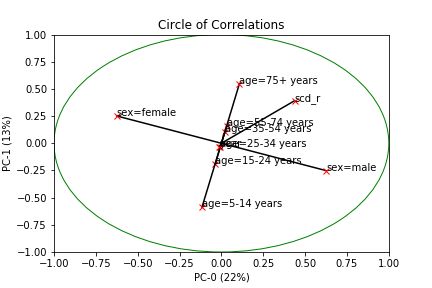 Circle of Correlations
1.00
0.75
0.50
0.25
0.00
−0.25
−0.50
−0.75
−1.00
PC-1 (13%)
age=75+ years
scd_r
sex=female
age=55-74 years
age=35-54 years
age=25-34 years
age=15-24 years
sex=male
age=5-14 years
−1.00 −0.75 −0.50 −0.25 0.00 0.25 0.50 0.75 1.00
PC-0 (22%)